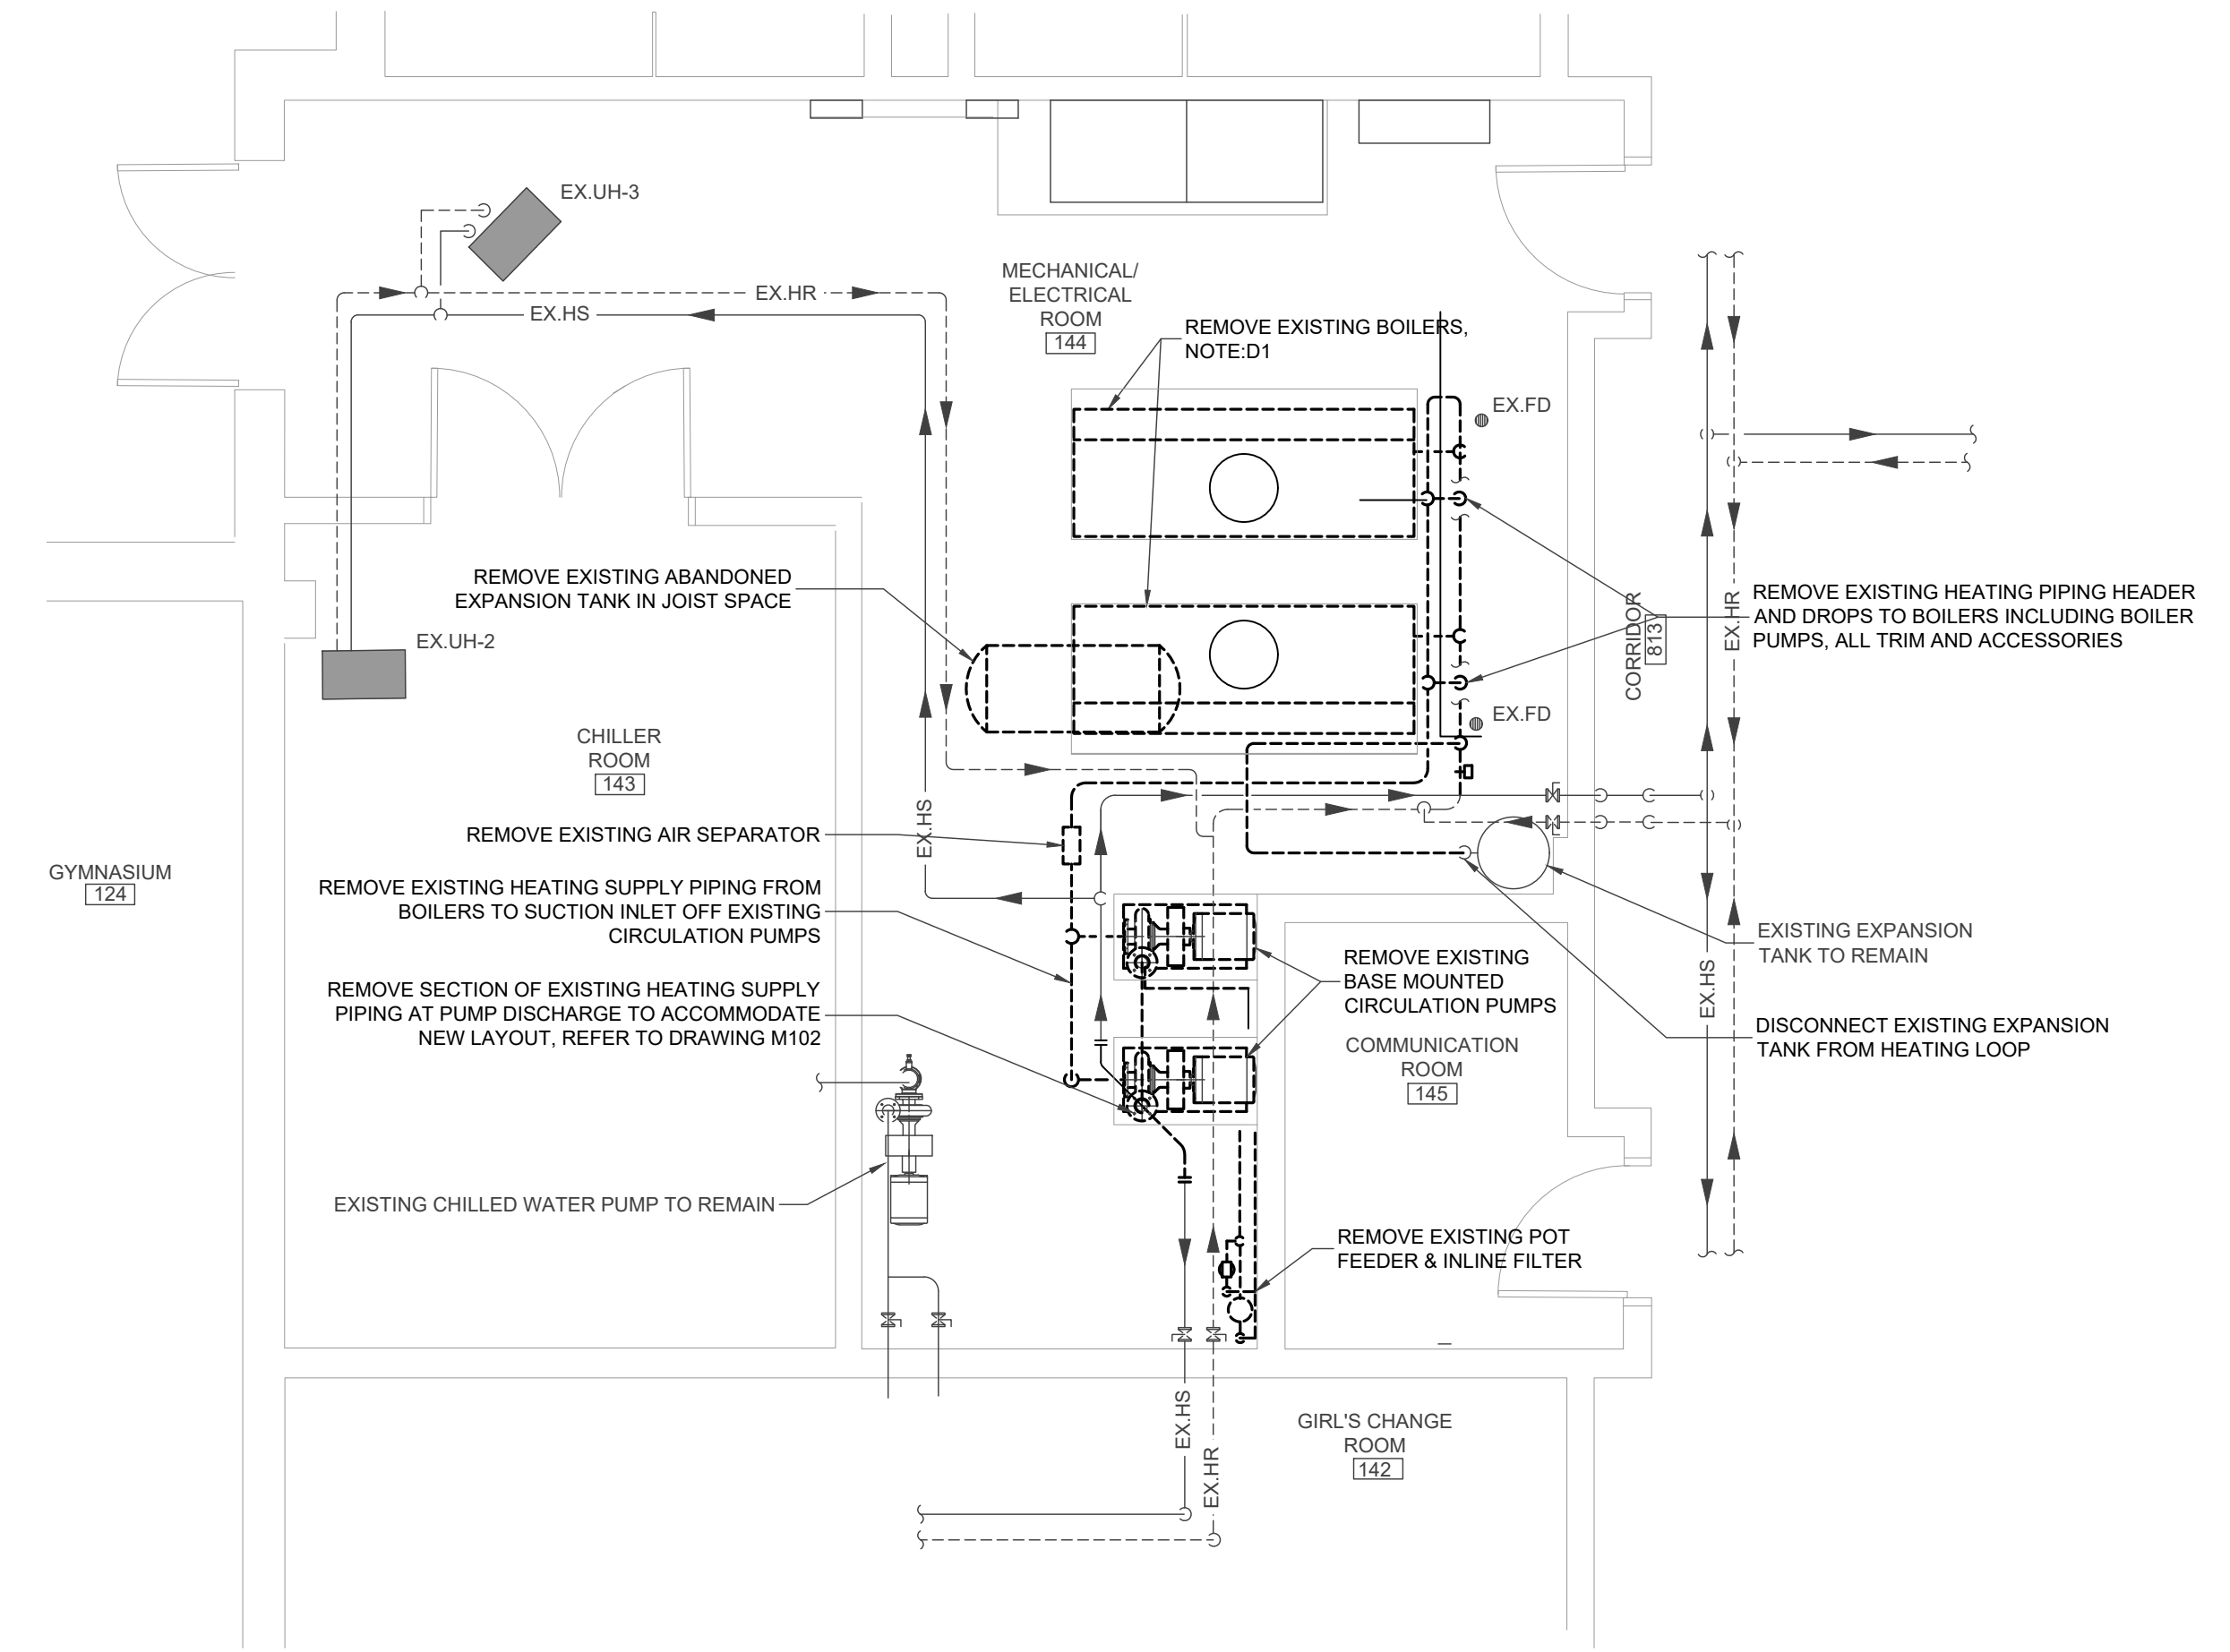 EX.UH-3
EX.HR
EX.HS
MECHANICAL/
ELECTRICAL
ROOM
144
REMOVE EXISTING BOILERS,
NOTE:D1
EX.FD
REMOVE EXISTING ABANDONED
EXPANSION TANK IN JOIST SPACE
EX.UH-2
REMOVE EXISTING HEATING PIPING HEADER
AND DROPS TO BOILERS INCLUDING BOILER
PUMPS, ALL TRIM AND ACCESSORIES
CORRIDOR
813
EX.HR
EX.FD
CHILLER
ROOM
143
EX.HS
REMOVE EXISTING AIR SEPARATOR
GYMNASIUM
124
REMOVE EXISTING HEATING SUPPLY PIPING FROM
BOILERS TO SUCTION INLET OFF EXISTING
CIRCULATION PUMPS
EXISTING EXPANSION
TANK TO REMAIN
REMOVE EXISTING
BASE MOUNTED
CIRCULATION PUMPS
EX.HS
REMOVE SECTION OF EXISTING HEATING SUPPLY
PIPING AT PUMP DISCHARGE TO ACCOMMODATE
NEW LAYOUT, REFER TO DRAWING M102
DISCONNECT EXISTING EXPANSION
TANK FROM HEATING LOOP
COMMUNICATION
ROOM
145
EXISTING CHILLED WATER PUMP TO REMAIN
REMOVE EXISTING POT
FEEDER & INLINE FILTER
EX.HS
EX.HR
GIRL'S CHANGE
ROOM
142